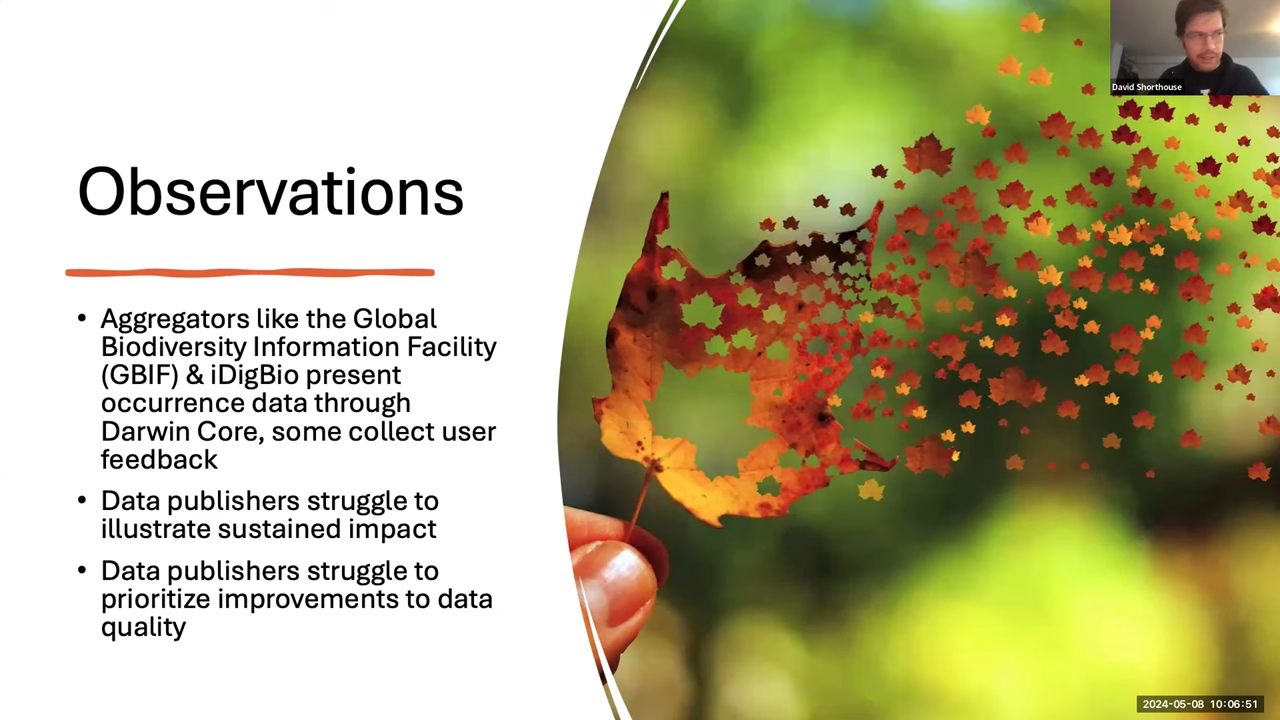 David Shorthouse
Observations
• Aggregators like the Global
Biodiversity Information Facility
(GBIF) & iDigBio present
occurrence data through
Darwin Core, some collect user
feedback
• Data publishers struggle to
illustrate sustained impact
• Data publishers struggle to
prioritize improvements to data
quality
2024-05-08 10:06:51